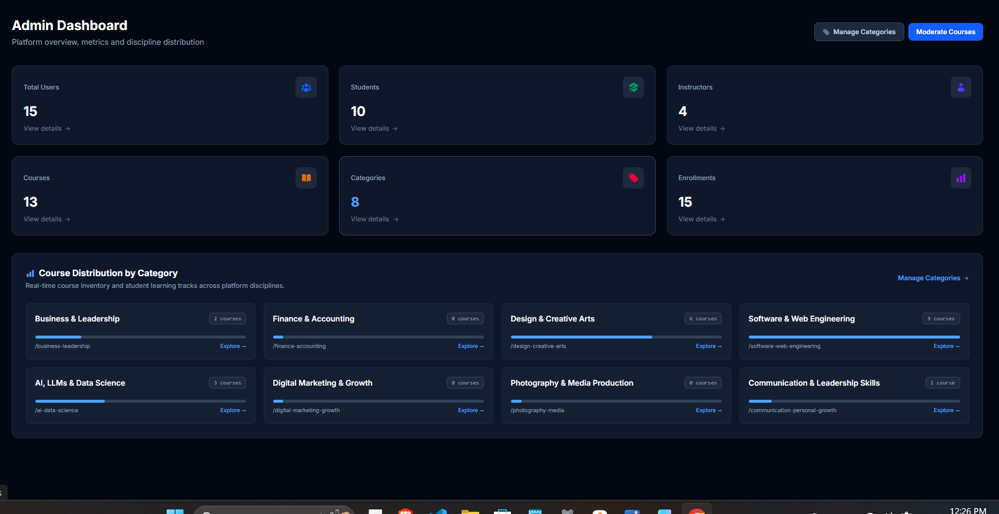 Admin Dashboard
Platform overview, metrics and discipline distribution
Manage Categories
Moderate Courses
Total Users
15
View details →
Students
10
View details →
Instructors
4
View details →
Courses
13
View details →
Categories
8
View details →
Enrollments
15
View details →
Course Distribution by Category
Real-time course inventory and student learning tracks across platform disciplines.
Manage Categories →
Business & Leadership
2 courses
/business-leadership
Explore →
Finance & Accounting
0 courses
/finance-accounting
Explore →
Design & Creative Arts
6 courses
/design-creative-arts
Explore →
Software & Web Engineering
9 courses
/software-web-engineering
Explore →
AI, LLMs & Data Science
3 courses
/ai-data-science
Explore →
Digital Marketing & Growth
0 courses
/digital-marketing-growth
Explore →
Photography & Media Production
0 courses
/photography-media
Explore →
Communication & Leadership Skills
1 course
/communication-personal-growth
Explore →
s
12:26 PM